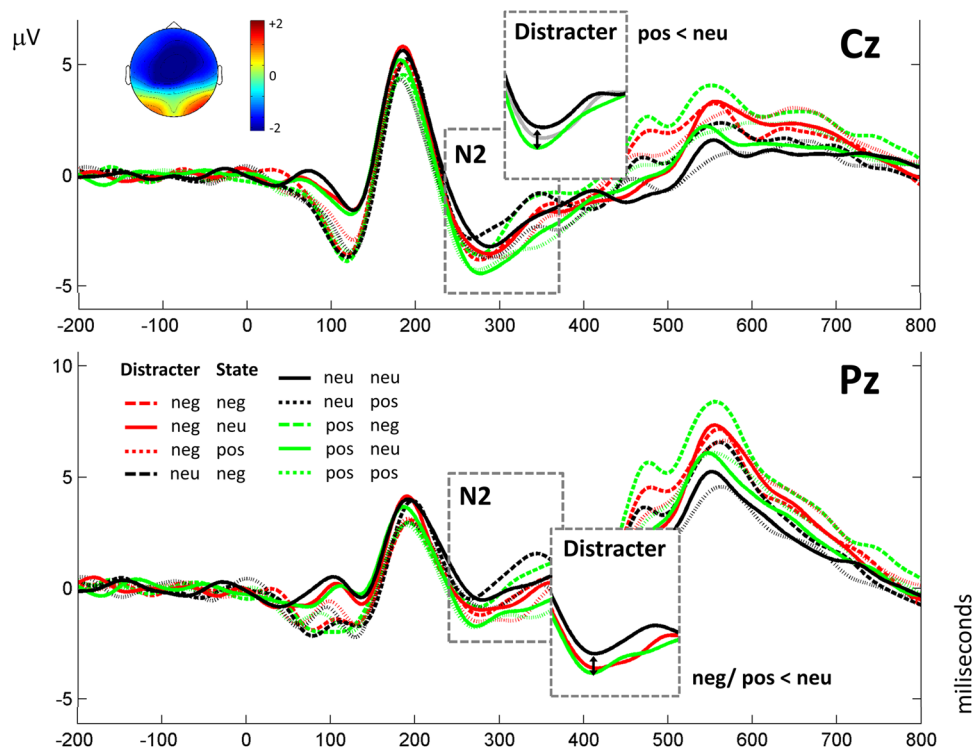 μV
+2
0
-2
Distracter
pos < neu
Cz
N2
5
0
-5
-200 -100 0 100 200 300 400 500 600 700 800
10
5
0
-5
Pz
Distracter State
neg neg
neg neu
neg pos
neu neg
neu neu
neu pos
pos neg
pos neu
pos pos
N2
Distracter
neg/ pos < neu
miliseconds
-200 -100 0 100 200 300 400 500 600 700 800